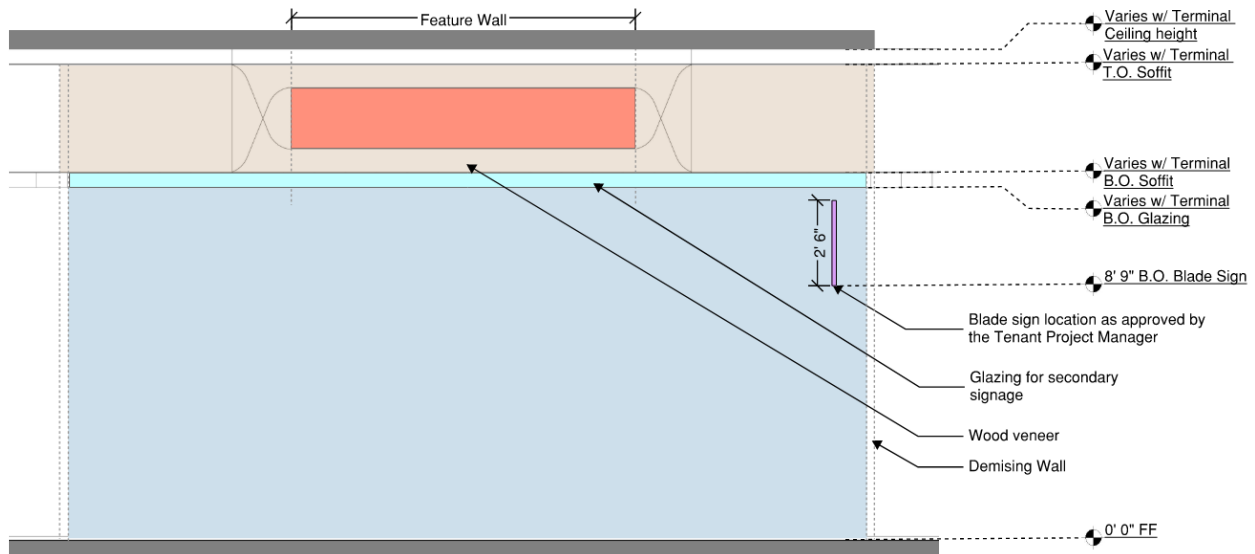 Feature Wall
Varies w/ Terminal
Ceiling height
Varies w/ Terminal
T.O. Soffit
Varies w/ Terminal
B.O. Soffit
Varies w/ Terminal
B.O. Glazing
2' 6"
8' 9" B.O. Blade Sign
Blade sign location as approved by
the Tenant Project Manager
Glazing for secondary
signage
Wood veneer
Demising Wall
0' 0" FF